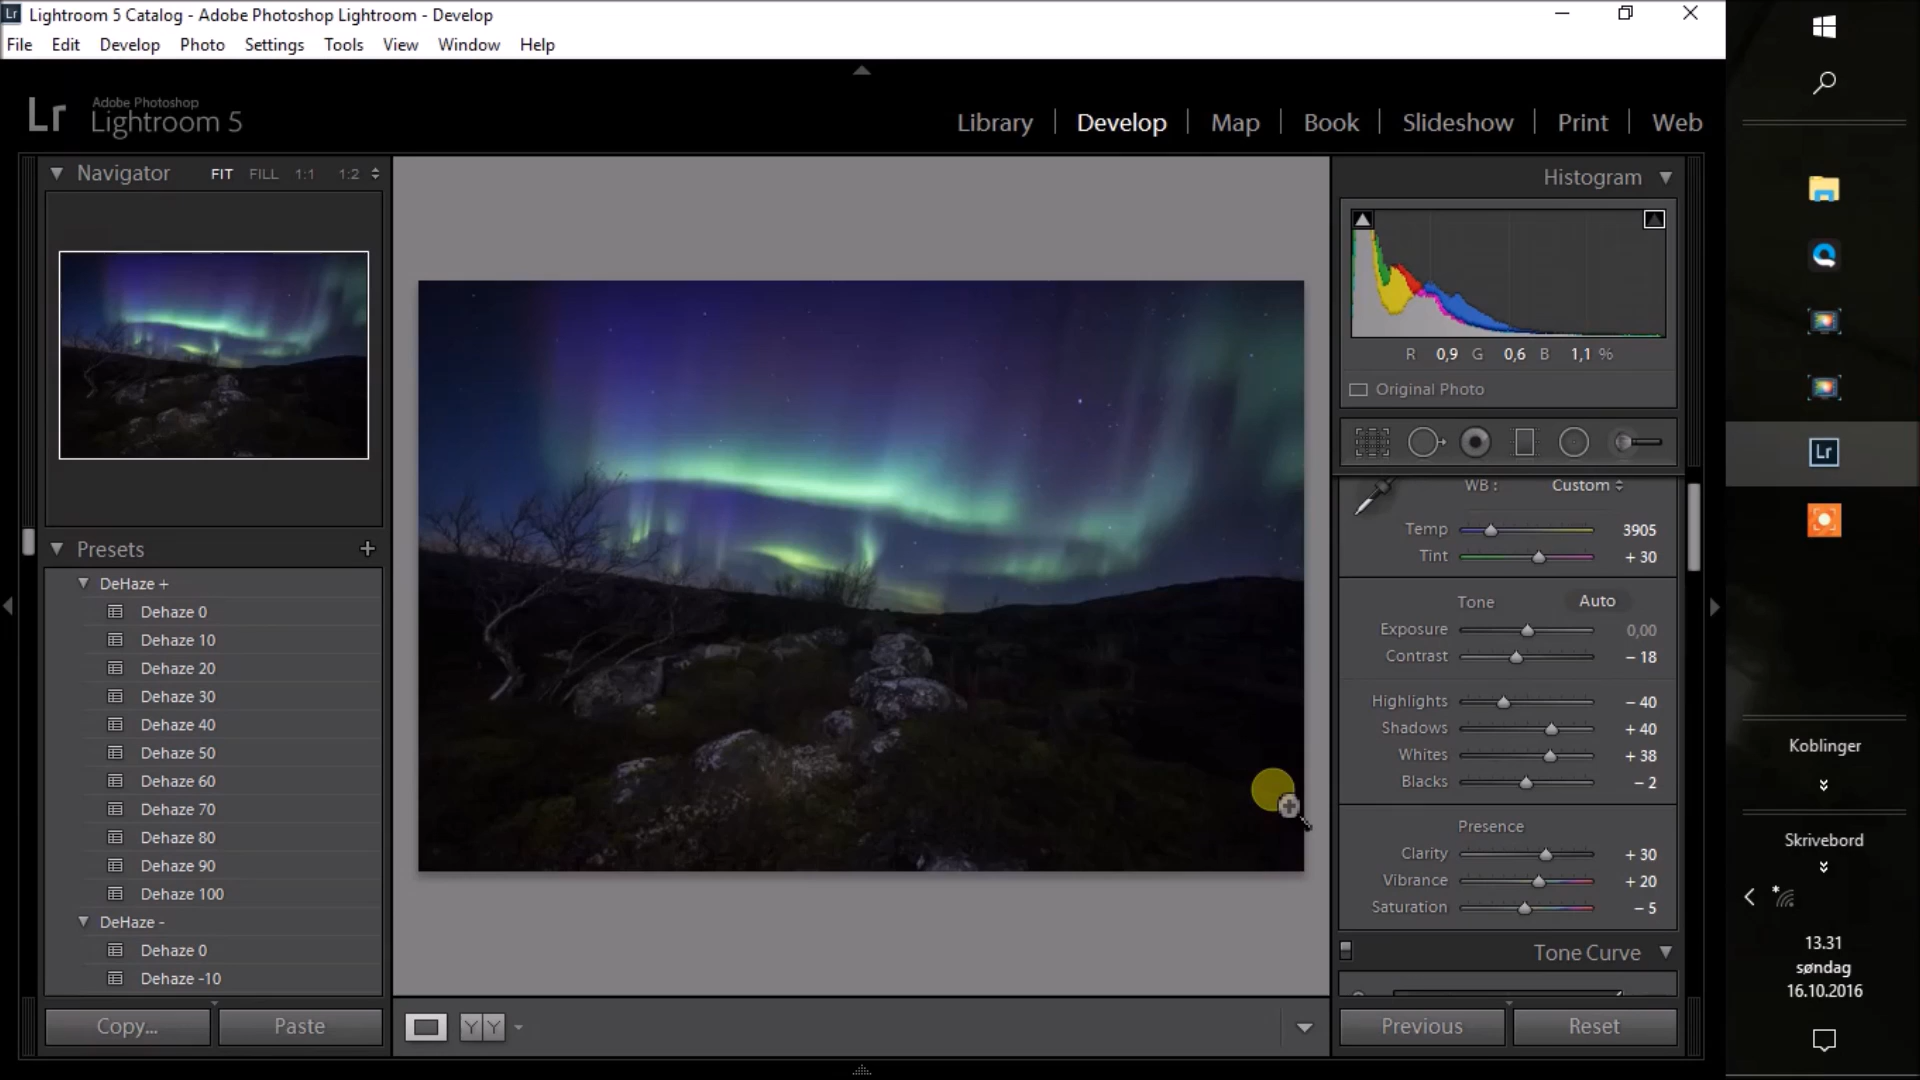 Lr Lightroom 5 Catalog - Adobe Photoshop Lightroom - Develop
File Edit Develop Photo Settings Tools View Window Help
Lr Adobe Photoshop
Lightroom 5
Library Develop Map Book Slideshow Print Web
Navigator FIT FILL 1:1 1:2
Presets +
DeHaze +
Dehaze 0
Dehaze 10
Dehaze 20
Dehaze 30
Dehaze 40
Dehaze 50
Dehaze 60
Dehaze 70
Dehaze 80
Dehaze 90
Dehaze 100
DeHaze -
Dehaze 0
Dehaze -10
Copy... Paste
YY
Histogram
R 0,9 G 0,6 B 1,1 %
Original Photo
WB : Custom
Temp 3905
Tint + 30
Tone Auto
Exposure 0,00
Contrast – 18
Highlights – 40
Shadows + 40
Whites + 38
Blacks – 2
Presence
Clarity + 30
Vibrance + 20
Saturation – 5
Tone Curve
Previous Reset
Lr
Koblinger
Skrivebord
13.31
søndag
16.10.2016